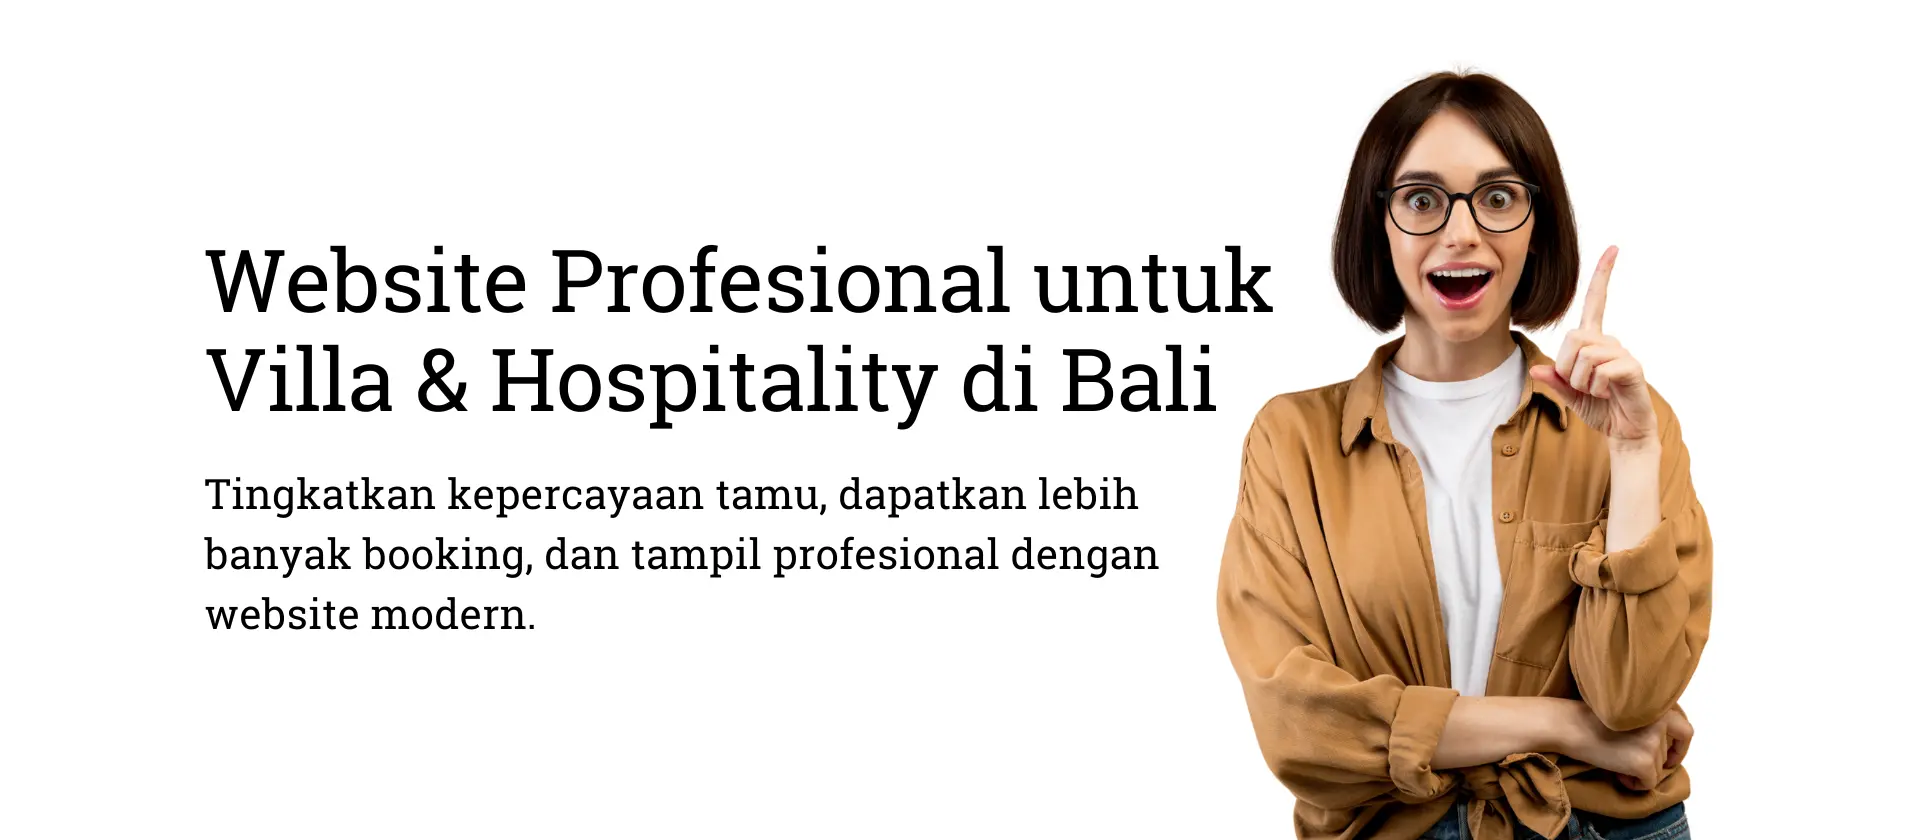 Website Profesional untuk
Villa & Hospitality di Bali
Tingkatkan kepercayaan tamu, dapatkan lebih
banyak booking, dan tampil profesional dengan
website modern.